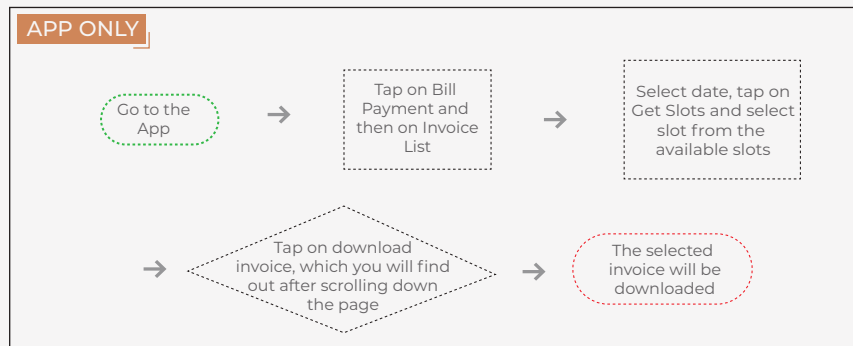 APP ONLY
Go to the
App
Tap on Bill
Payment and
then on Invoice
List
Select date, tap on
Get Slots and select
slot from the
available slots
Tap on download
invoice, which you will find
out after scrolling down
the page
The selected
invoice will be
downloaded